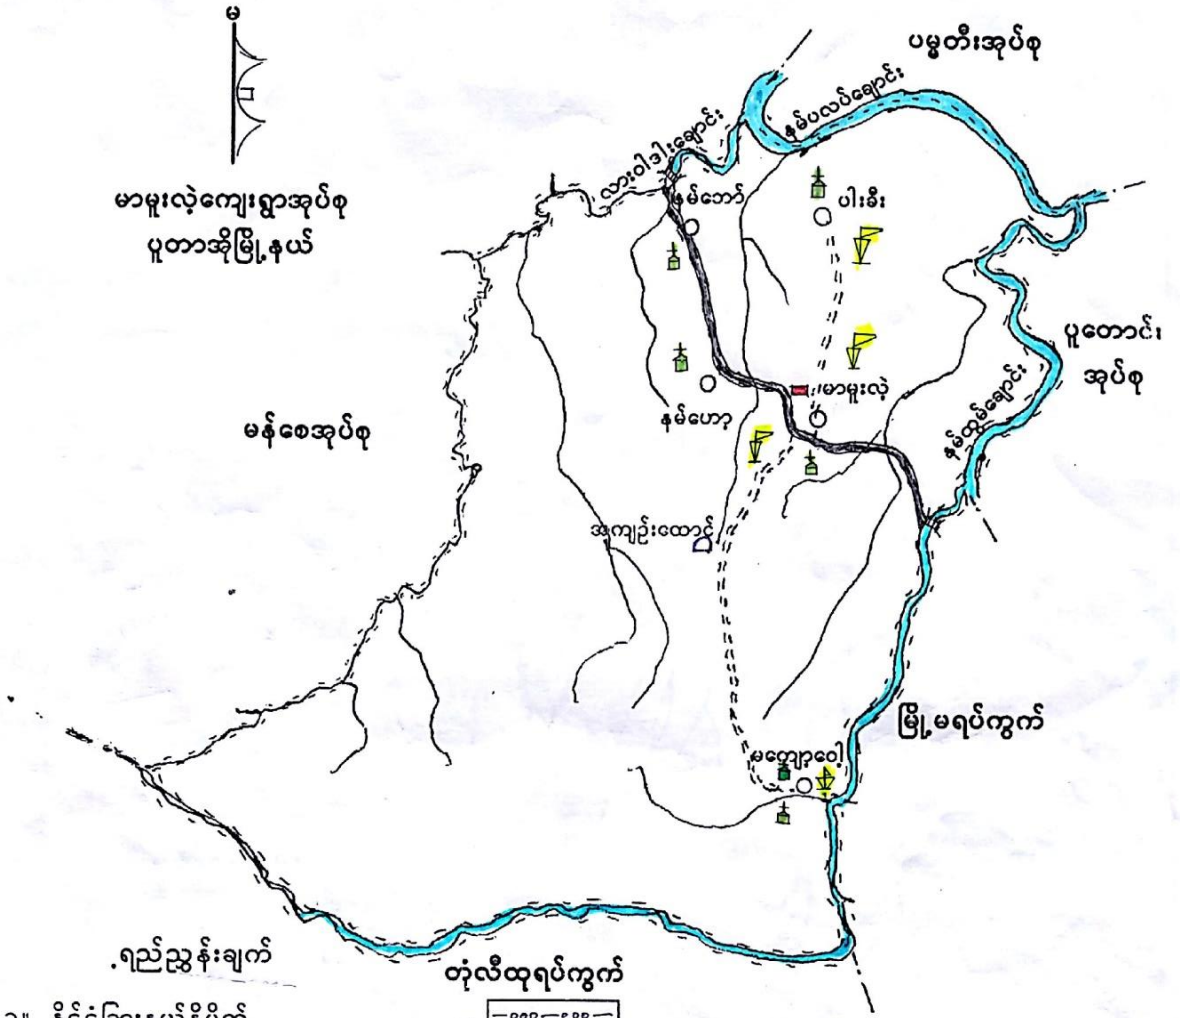 မ
ပမ္မတီးအုပ်စု
နမ်ပလပ်ချောင်း
လားဝါဒါးချောင်း
မာမူးလဲ့ကျေးရွာအုပ်စု
ပူတာအိုမြို့နယ်
နမ်ဘော်
ပါးခီး
ပူတောင်း
အုပ်စု
နမ်ထွမ်ချောင်း
မာမူးလဲ့
နမ်ဟော့
မန်စေအုပ်စု
အကျဉ်းထောင်
မြို့မရပ်ကွက်
မကျော့ဝေါ့
ရည်ညွှန်းချက်
တုံလီထုရပ်ကွက်